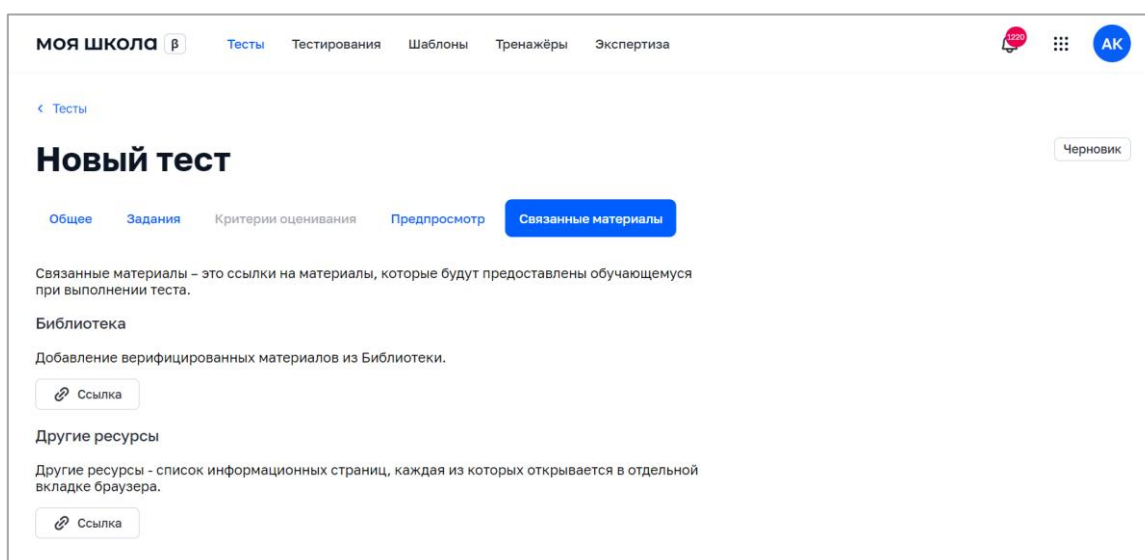 МОЯ ШКОЛА β Тесты Тестирования Шаблоны Тренажёры Экспертиза 1220 АК
Тесты
Новый тест Черновик
Общее Задания Критерии оценивания Предпросмотр Связанные материалы
Связанные материалы – это ссылки на материалы, которые будут предоставлены обучающемуся
при выполнении теста.
Библиотека
Добавление верифицированных материалов из Библиотеки.
Ссылка
Другие ресурсы
Другие ресурсы - список информационных страниц, каждая из которых открывается в отдельной
вкладке браузера.
Ссылка